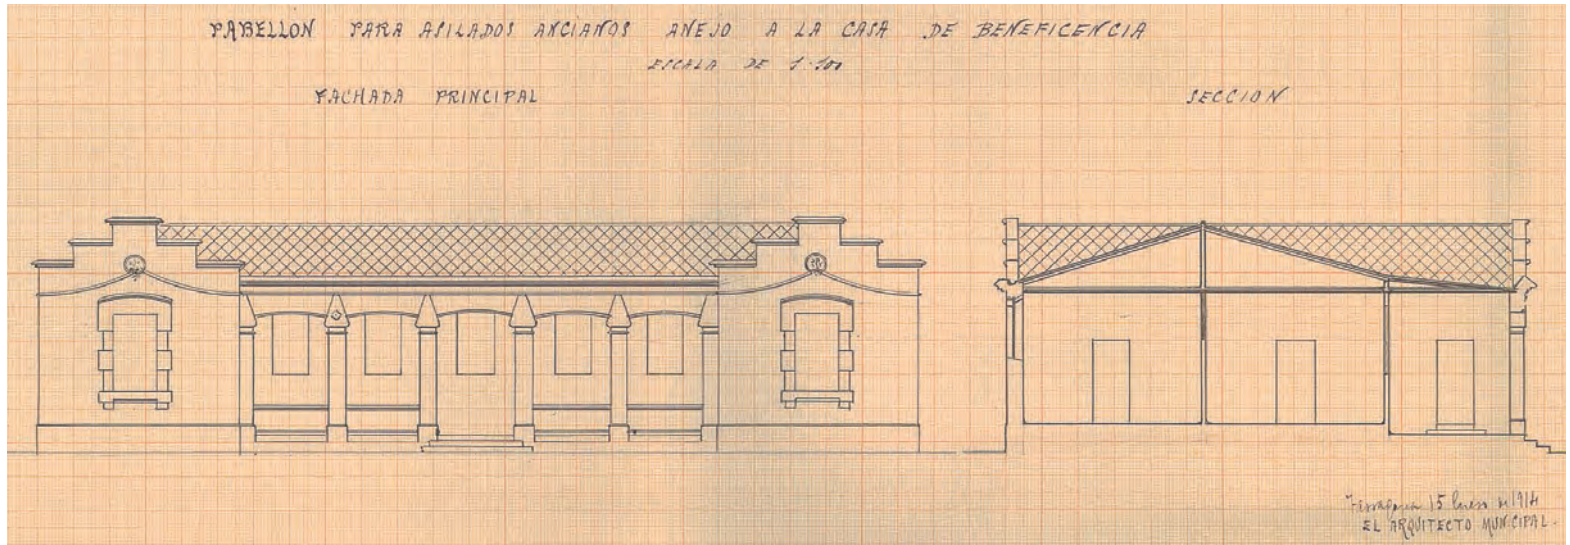 PABELLON PARA ASILADOS ANCIANOS ANEJO A LA CASA DE BENEFICENCIA
ESCALA DE 1·100
FACHADA PRINCIPAL
SECCION
Tarragona 15 Enero de 1914
EL ARQUITECTO MUNICIPAL.